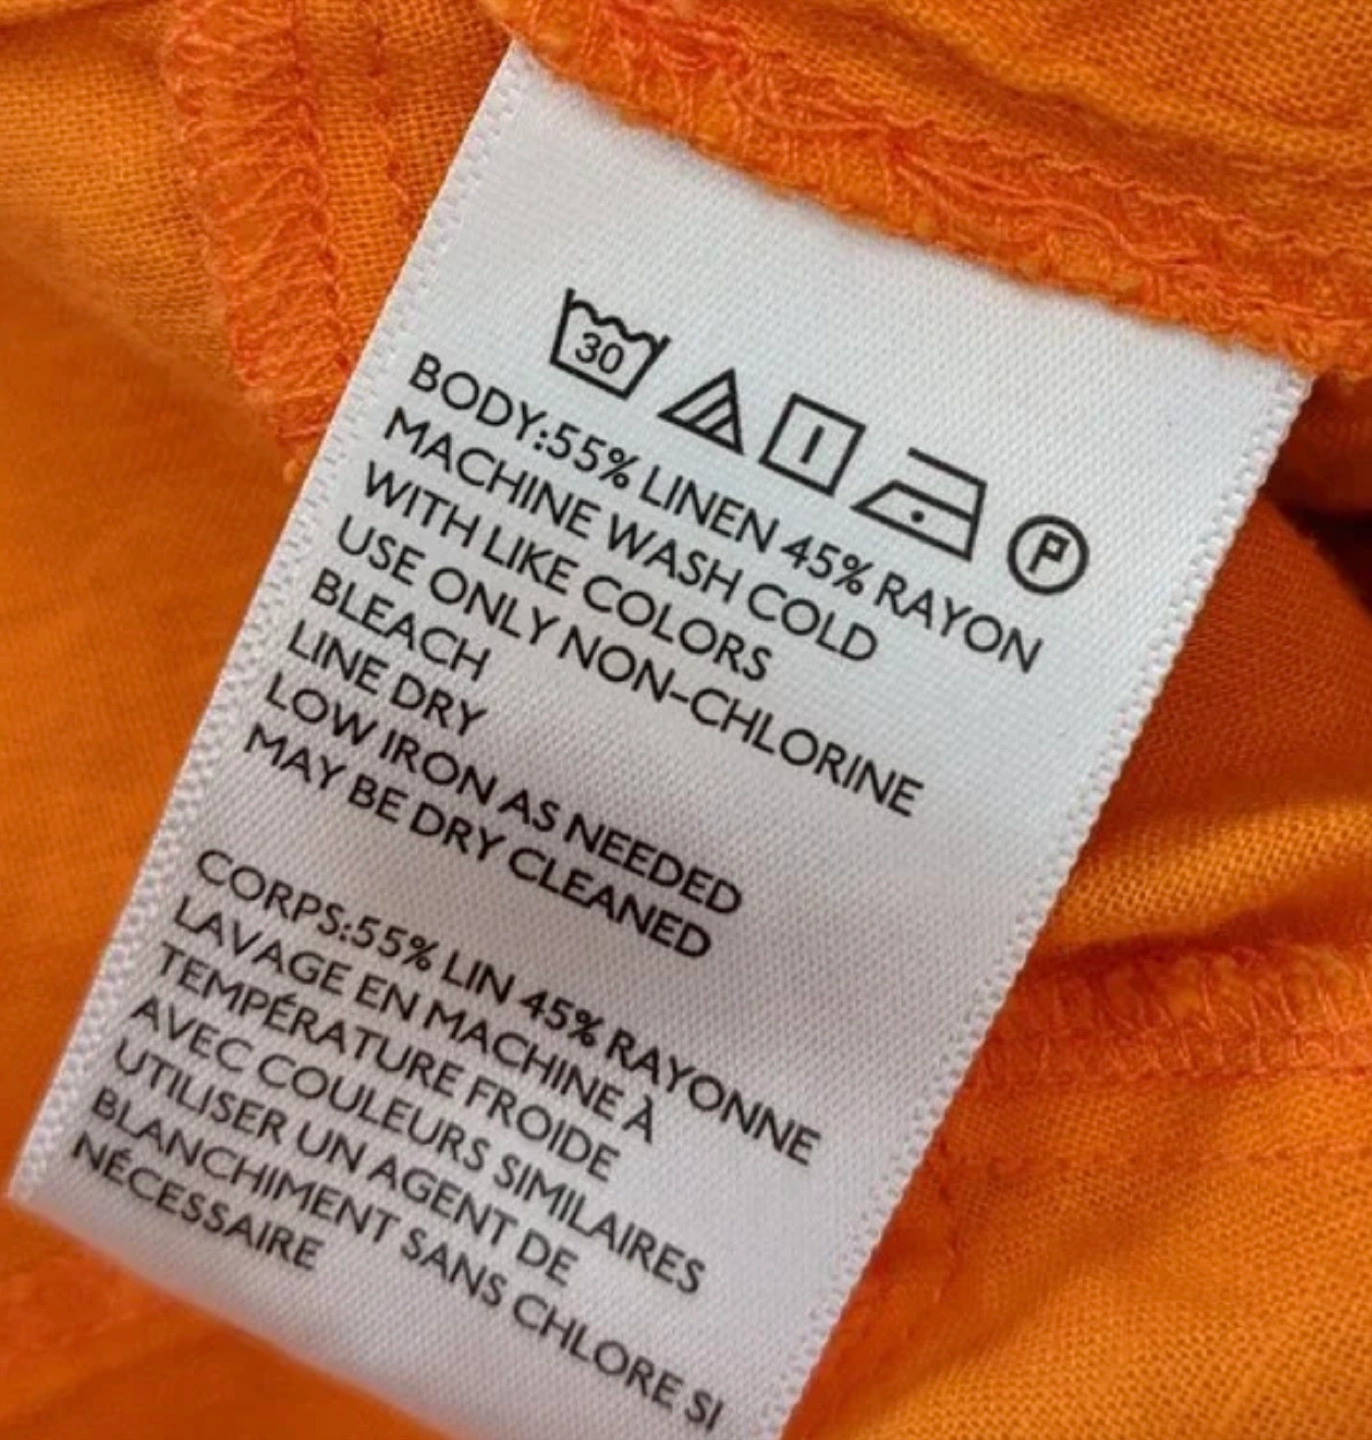 30
P
BODY:55% LINEN 45% RAYON
MACHINE WASH COLD
WITH LIKE COLORS
USE ONLY NON-CHLORINE
BLEACH
LINE DRY
LOW IRON AS NEEDED
MAY BE DRY CLEANED
CORPS:55% LIN 45% RAYONNE
LAVAGE EN MACHINE À
TEMPÉRATURE FROIDE
AVEC COULEURS SIMILAIRES
UTILISER UN AGENT DE
BLANCHIMENT SANS CHLORE SI
NÉCESSAIRE